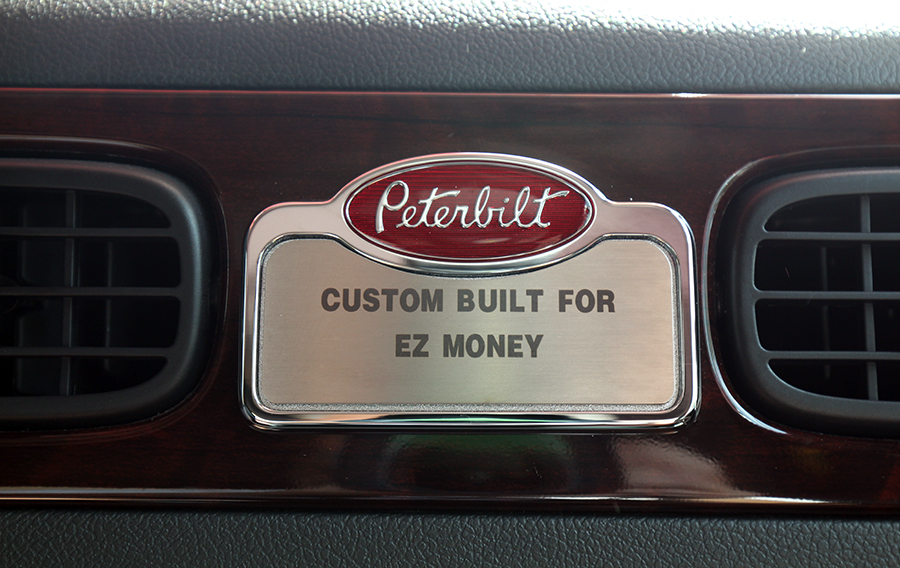 Peterbilt
CUSTOM BUILT FOR
EZ MONEY